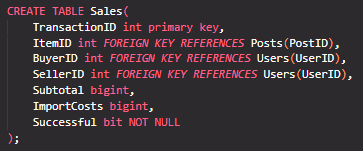 CREATE TABLE Sales(
TransactionID int primary key,
ItemID int FOREIGN KEY REFERENCES Posts(PostID),
BuyerID int FOREIGN KEY REFERENCES Users(UserID),
SellerID int FOREIGN KEY REFERENCES Users(UserID),
Subtotal bigint,
ImportCosts bigint,
Successful bit NOT NULL
);